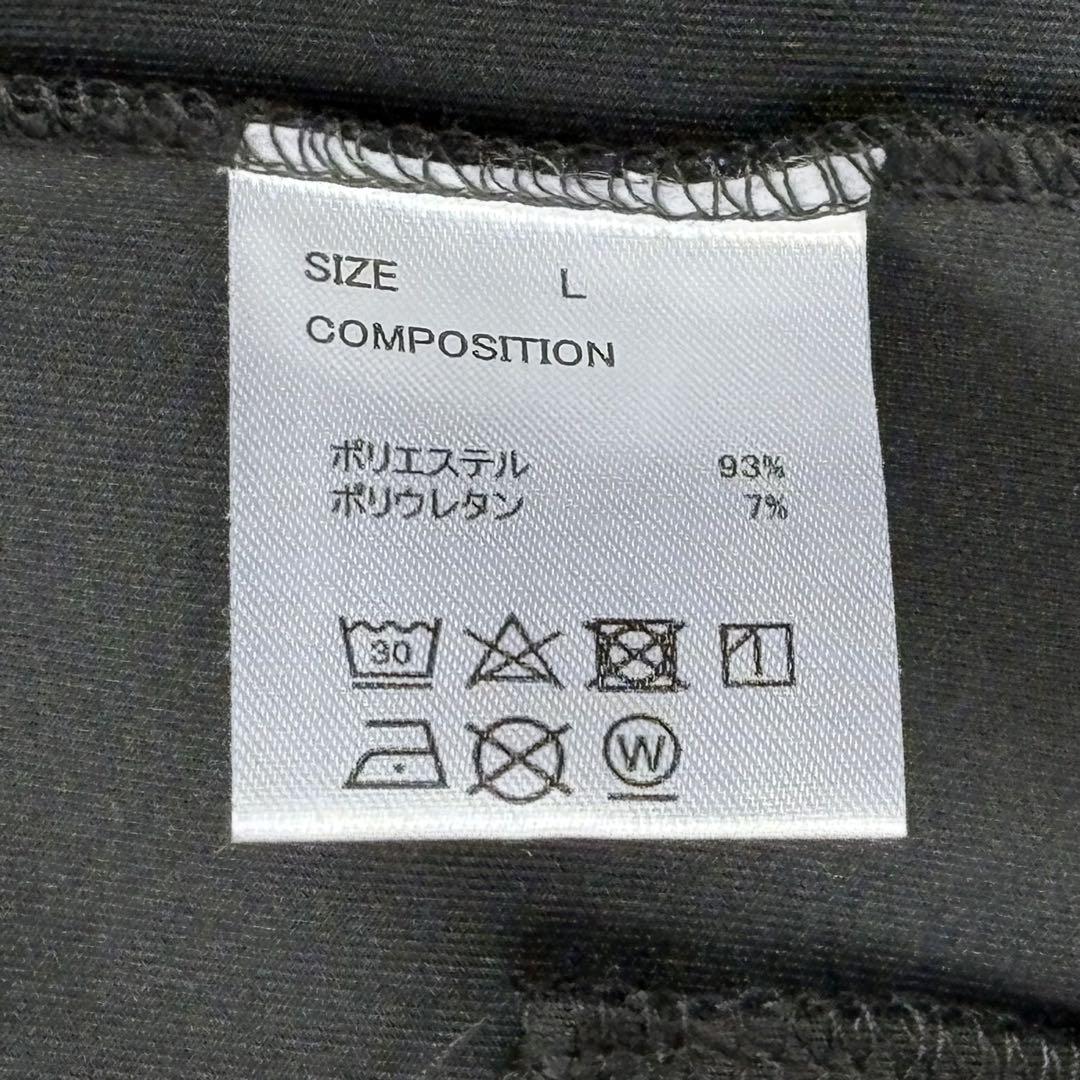 SIZE L
COMPOSITION
ポリエステル 93%
ポリウレタン 7%
30
W